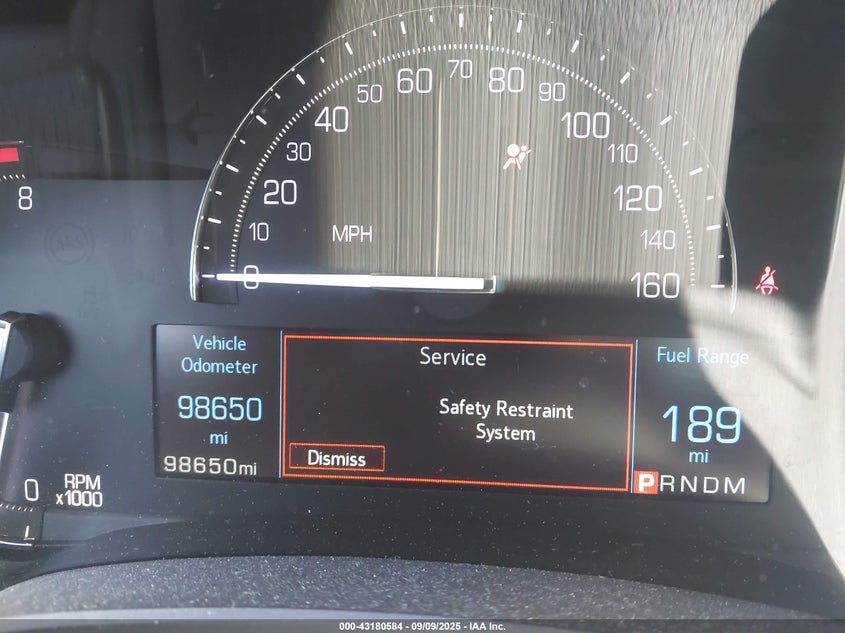 70
60 80
50 90
40 100
30 110
20 120
10 MPH 140
0 160
8
ABS
Vehicle
Odometer
98650
mi
98650mi
Service
Safety Restraint
System
Dismiss
Fuel Range
189
mi
PRNDM
0 RPM
x1000
000-43180584 - 09/09/2025 - IAA Inc.